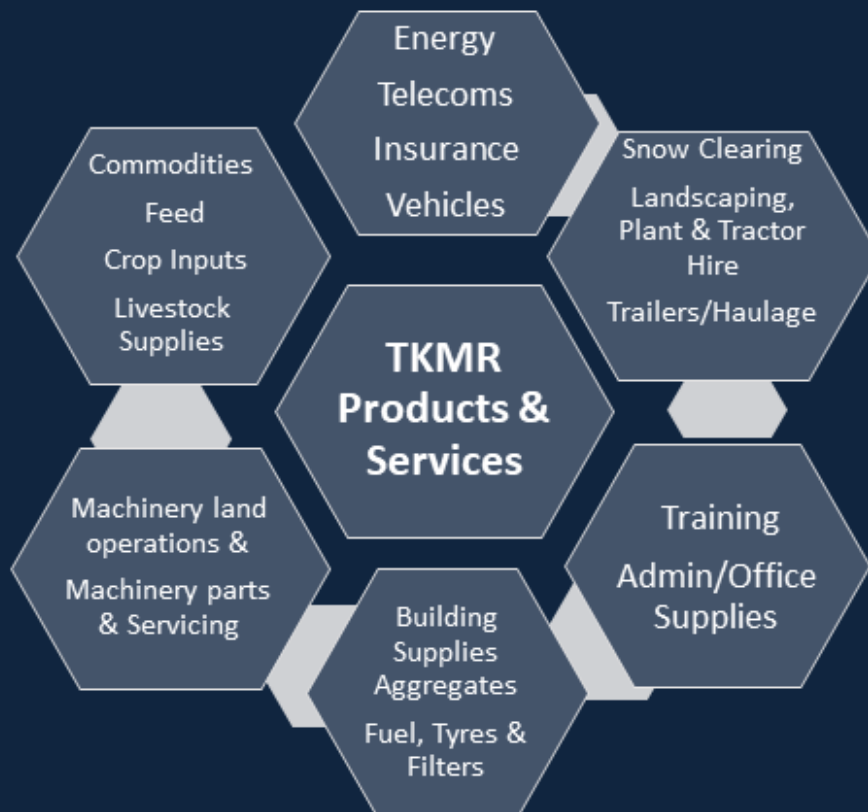 Energy
Telecoms
Insurance
Vehicles
Snow Clearing
Landscaping,
Plant & Tractor
Hire
Trailers/Haulage
Commodities
Feed
Crop Inputs
Livestock
Supplies
TKMR
Products &
Services
Training
Admin/Office
Supplies
Machinery land
operations &
Machinery parts
& Servicing
Building
Supplies
Aggregates
Fuel, Tyres &
Filters